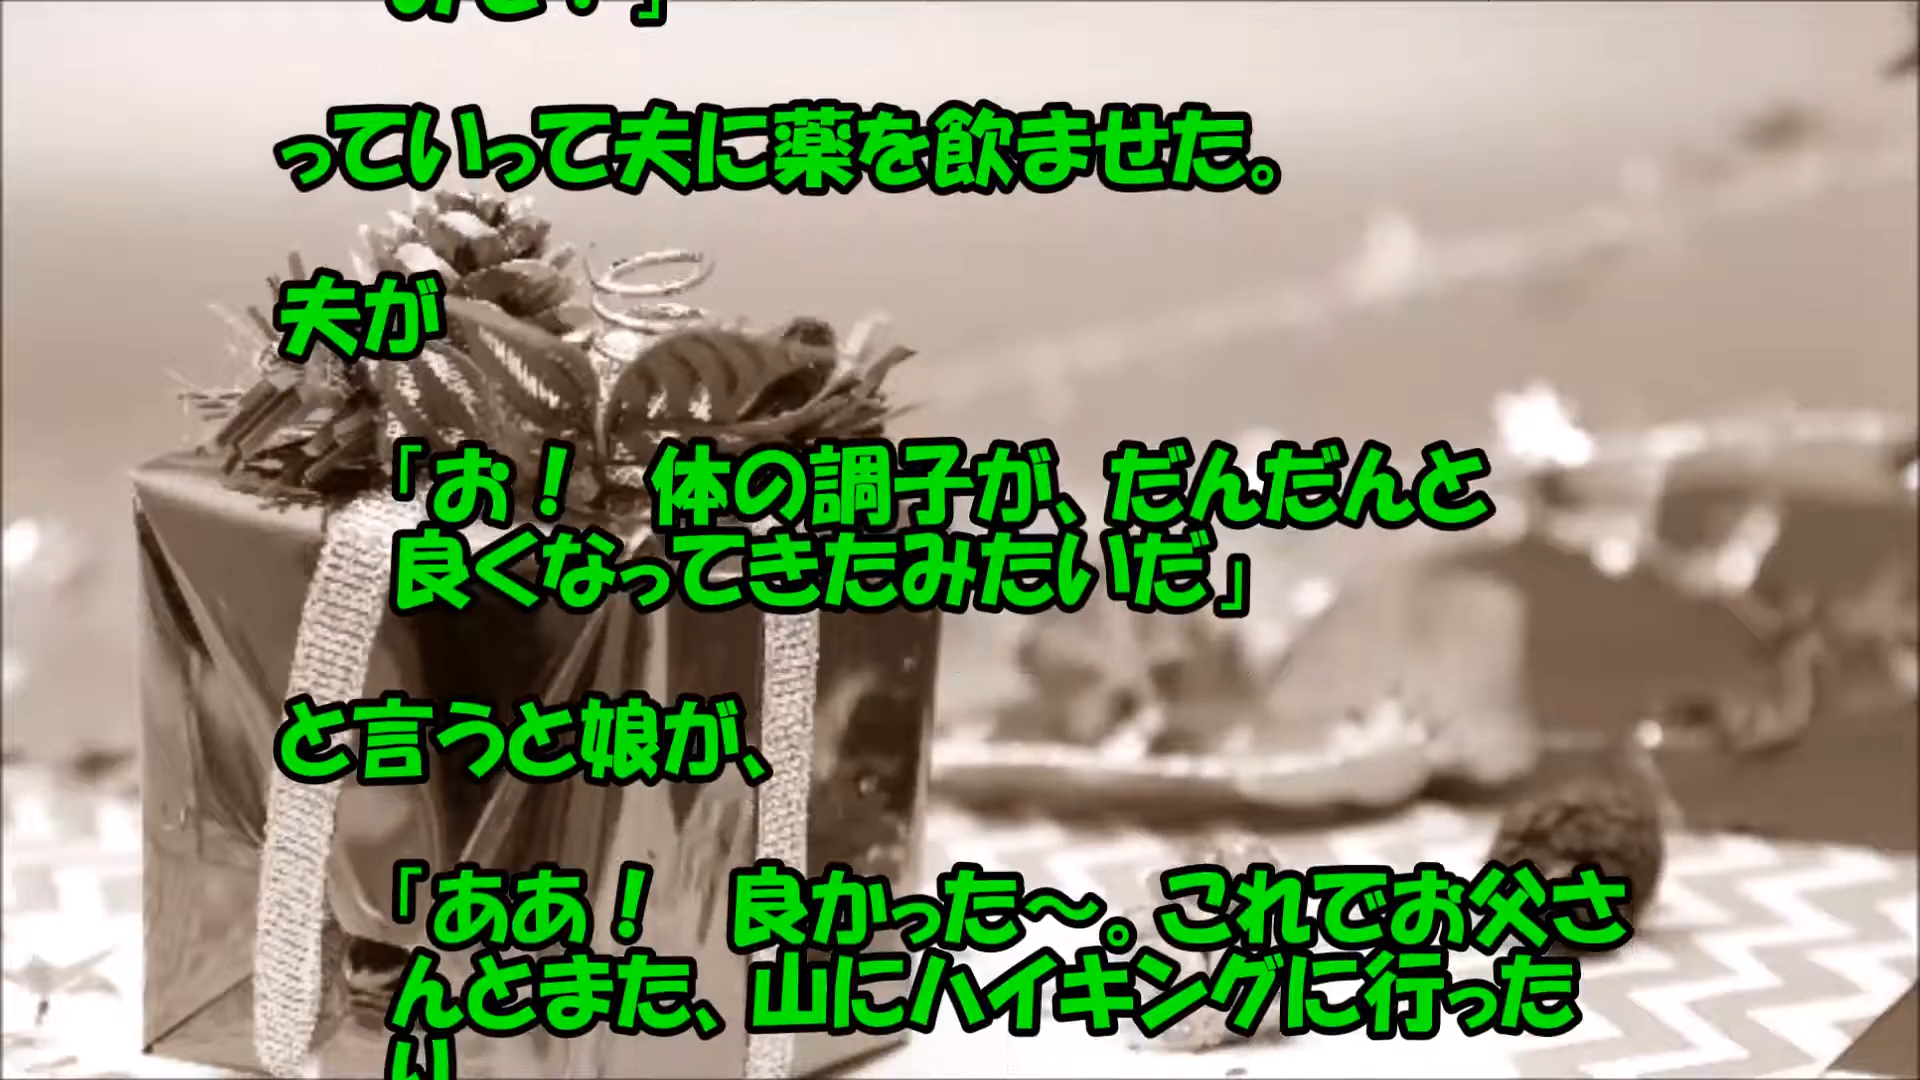 っていって夫に薬を飲ませた。
夫が
「お！　体の調子が、だんだんと
良くなってきたみたいだ」
と言うと娘が、
「ああ！　良かった～。これでお父さ
んとまた、山にハイキングに行った
り